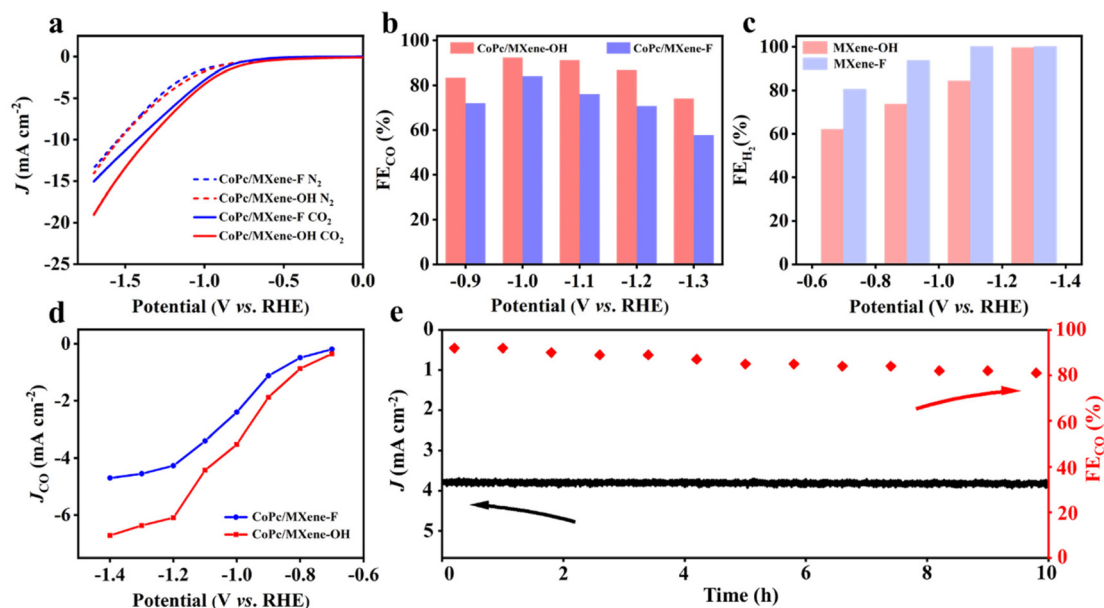 a
J (mA cm⁻²)
0
-5
-10
-15
-20
-25
CoPc/MXene-F N₂
CoPc/MXene-OH N₂
CoPc/MXene-F CO₂
CoPc/MXene-OH CO₂
-1.5 -1.0 -0.5 0.0
Potential (V vs. RHE)
b
FE_CO (%)
100
80
60
40
20
0
CoPc/MXene-OH CoPc/MXene-F
-0.9 -1.0 -1.1 -1.2 -1.3
Potential (V vs. RHE)
c
FE_H₂(%)
100
80
60
40
20
0
MXene-OH
MXene-F
-0.6 -0.8 -1.0 -1.2 -1.4
Potential (V vs. RHE)
d
J_CO (mA cm⁻²)
0
-2
-4
-6
CoPc/MXene-F
CoPc/MXene-OH
-1.4 -1.2 -1.0 -0.8 -0.6
Potential (V vs. RHE)
e
J (mA cm⁻²)
0
1
2
3
4
5
0 2 4 6 8 10
Time (h)
100
80
60
40
20
0
FE_CO (%)